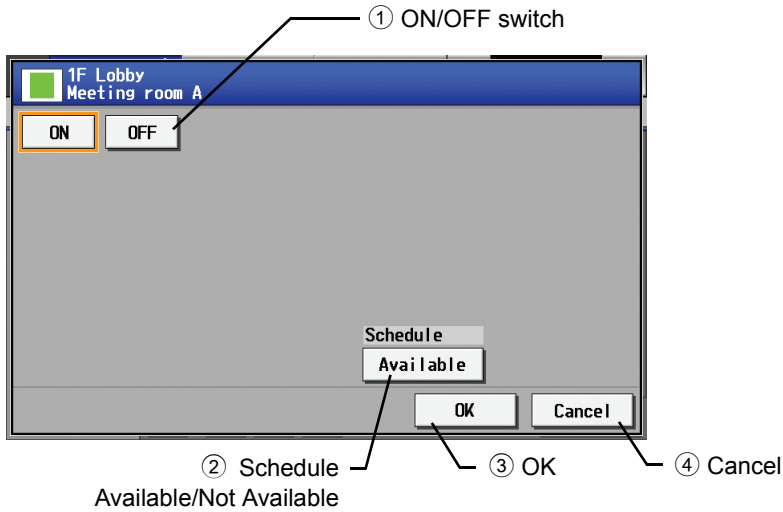 ① ON/OFF switch
1F Lobby
Meeting room A
ON OFF
Schedule
Available
OK Cancel
② Schedule
Available/Not Available
③ OK
④ Cancel